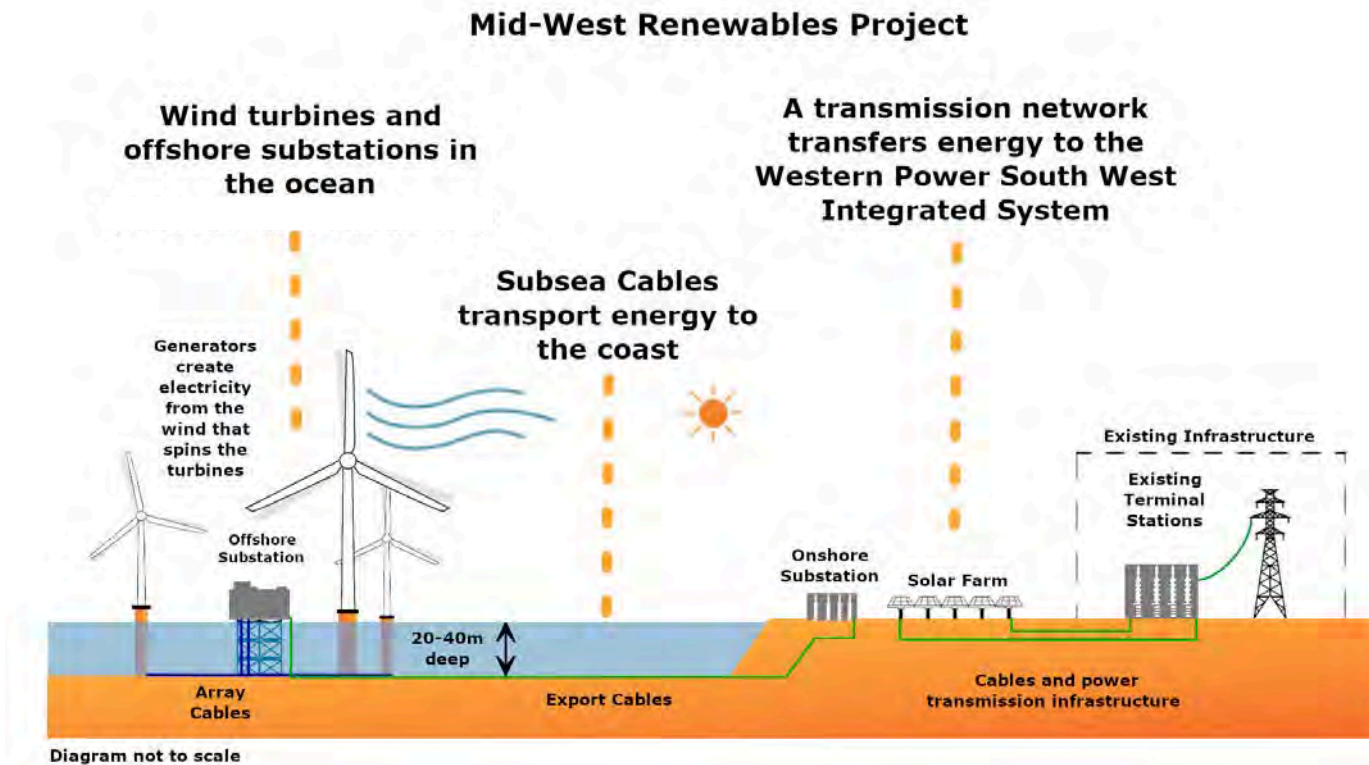 Mid-West Renewables Project
Wind turbines and
offshore substations in
the ocean
A transmission network
transfers energy to the
Western Power South West
Integrated System
Subsea Cables
transport energy to
the coast
Generators
create
electricity
from the
wind that
spins the
turbines
Existing Infrastructure
Existing
Terminal
Stations
Offshore
Substation
Onshore
Substation
Solar Farm
20-40m
deep
Array
Cables
Export Cables
Cables and power
transmission infrastructure
Diagram not to scale